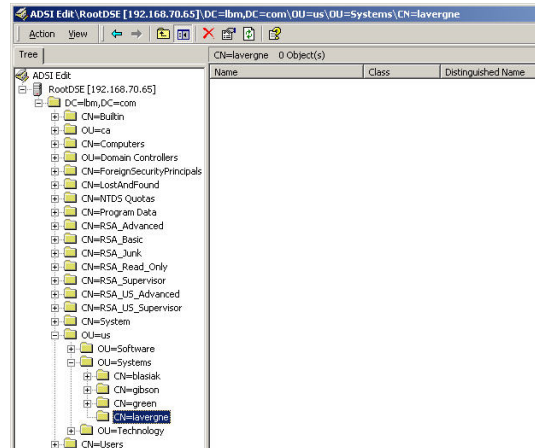 ADSI Edit\RootDSE [192.168.70.65]\DC=lbm,DC=com\OU=us\OU=Systems\CN=lavergne
Action View
Tree
CN=lavergne 0 Object(s)
Name Class Distinguished Name
ADSI Edit
RootDSE [192.168.70.65]
DC=lbm,DC=com
CN=Builtin
OU=ca
CN=Computers
OU=Domain Controllers
CN=ForeignSecurityPrincipals
CN=LostAndFound
CN=NTDS Quotas
CN=Program Data
CN=RSA_Advanced
CN=RSA_Basic
CN=RSA_Junk
CN=RSA_Read_Only
CN=RSA_Supervisor
CN=RSA_US_Advanced
CN=RSA_US_Supervisor
CN=System
OU=us
OU=Software
OU=Systems
CN=blasiak
CN=gibson
CN=green
CN=lavergne
OU=Technology
CN=Users